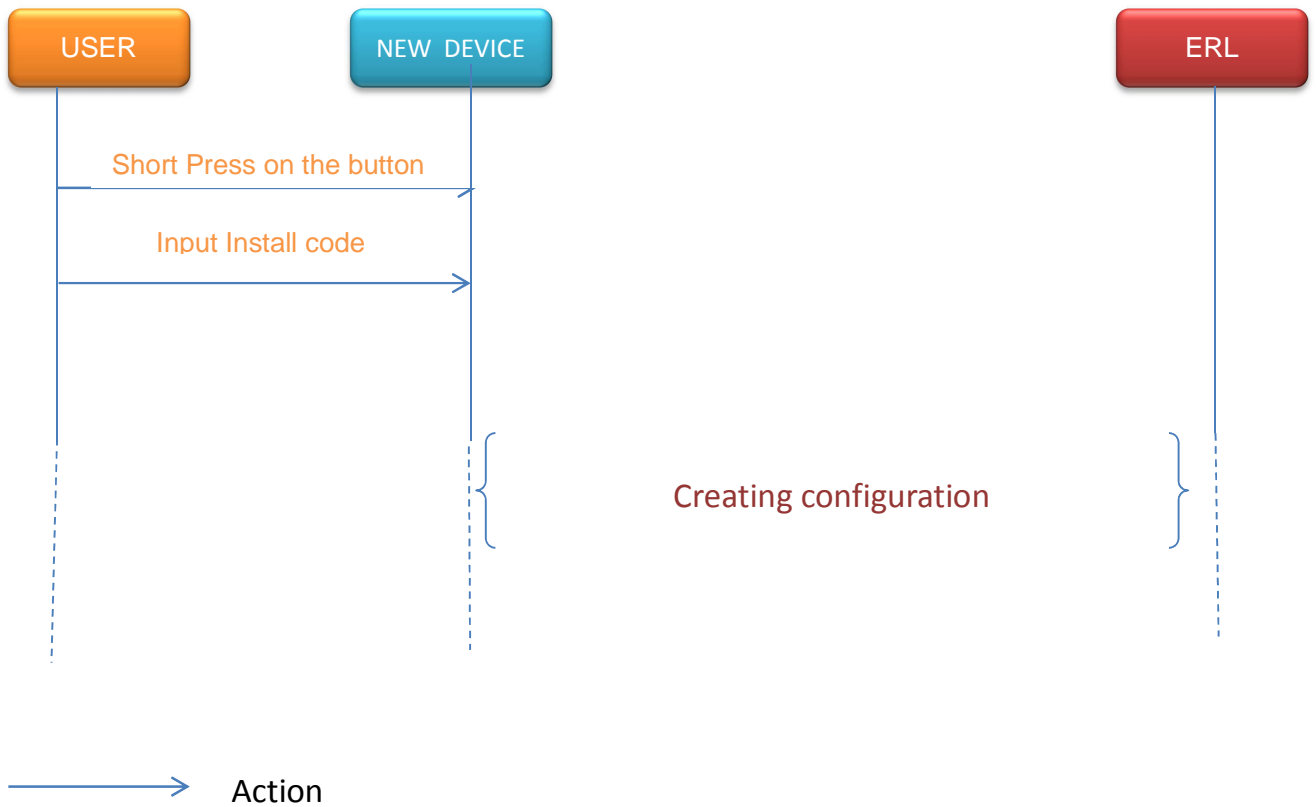 USER
NEW DEVICE
ERL
Short Press on the button
Input Install code
Creating configuration
Action